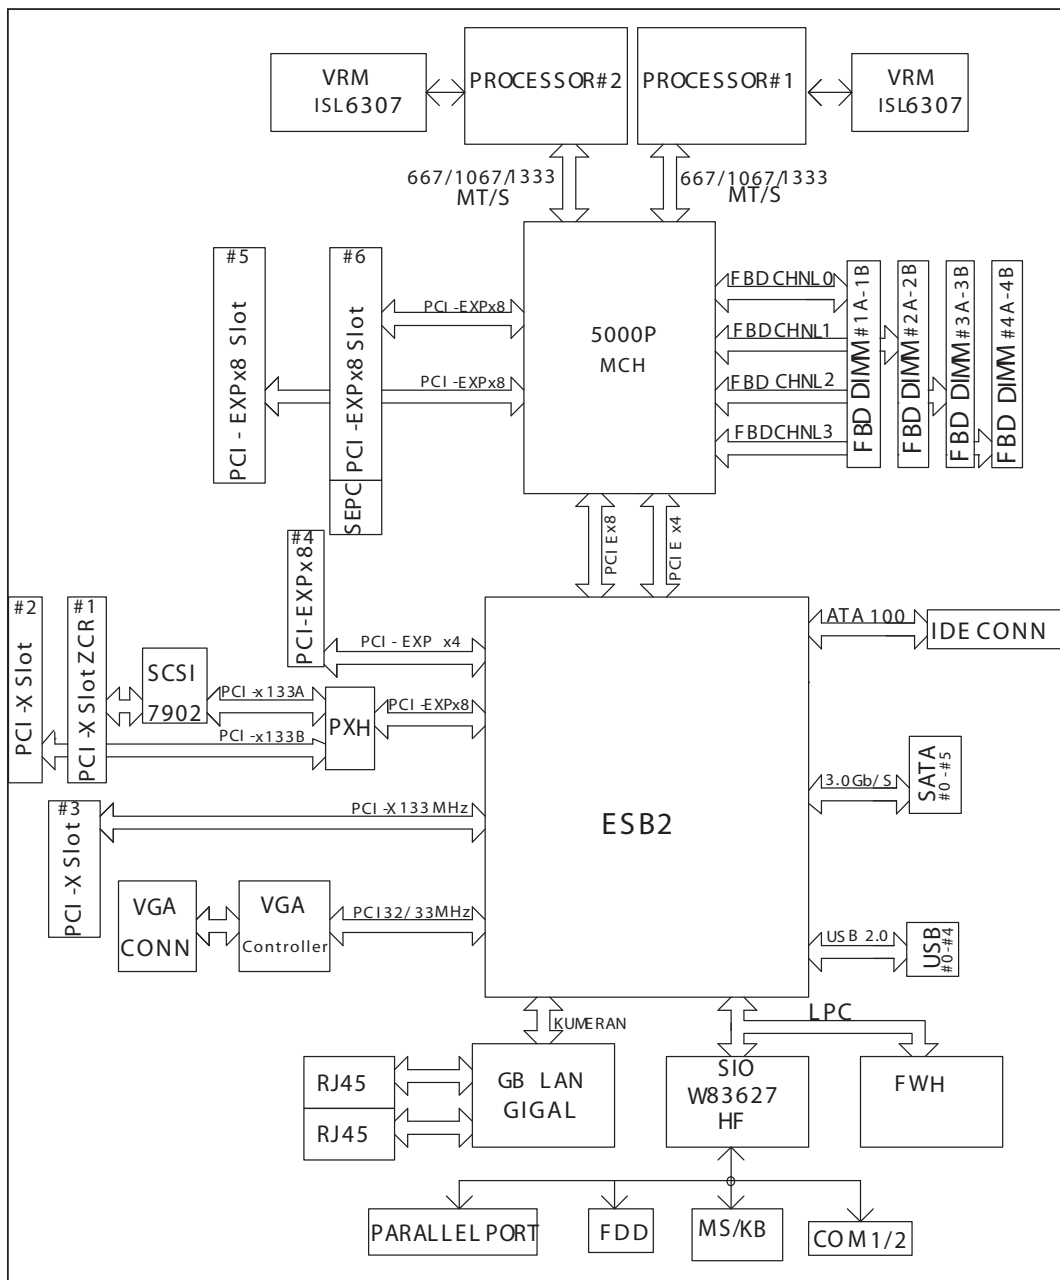 VRM
ISL6307
PROCESSOR#2
PROCESSOR#1
VRM
ISL6307
667/1067/1333
MT/S
667/1067/1333
MT/S
#5
PCI - EXPx8 Slot
#6
PCI -EXPx8 Slot
SEPC
PCI -EXPx8
PCI -EXPx8
5000P
MCH
FBD CHNL0
FBD CHNL1
FBD CHNL2
FBD CHNL3
FBD DIMM #1A-1B
FBD DIMM #2A-2B
FBD DIMM #3A-3B
FBD DIMM #4A-4B
PCI Ex8
PCI E x4
#4
PCI-EXPx8
#2
PCI-X Slot
#1
PCI -X Slot ZCR
SCSI
7902
PCI - EXP x4
PCI -x133A
PCI -x133B
PXH
PCI -EXPx8
ATA 100
IDE CONN
ESB2
3.0Gb/S
SATA
#0-#5
#3
PCI -X Slot
PCI -X 133 MHz
VGA
CONN
VGA
Controller
PCI32/33MHz
USB 2.0
USB
#0-#4
KUMERAN
LPC
RJ45
RJ45
GB LAN
GIGAL
SIO
W83627
HF
FWH
PARALLEL PORT
FDD
MS/KB
COM1/2